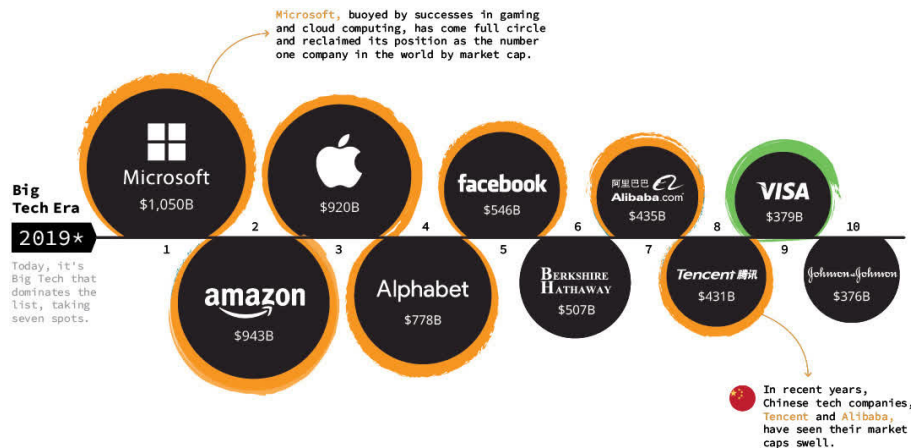 Microsoft, buoyed by successes in gaming
and cloud computing, has come full circle
and reclaimed its position as the number
one company in the world by market cap.
Big
Tech Era
2019*
Today, it's
Big Tech that
dominates the
list, taking
seven spots.
Microsoft
$1,050B
1
2
amazon
$943B
$920B
3
4
Alphabet
$778B
facebook
$546B
5
6
BERKSHIRE
HATHAWAY
$507B
阿里巴巴
Alibaba.com
$435B
7
8
Tencent 腾讯
$431B
VISA
$379B
9
10
Johnson & Johnson
$376B
In recent years,
Chinese tech companies,
Tencent and Alibaba,
have seen their market
caps swell.